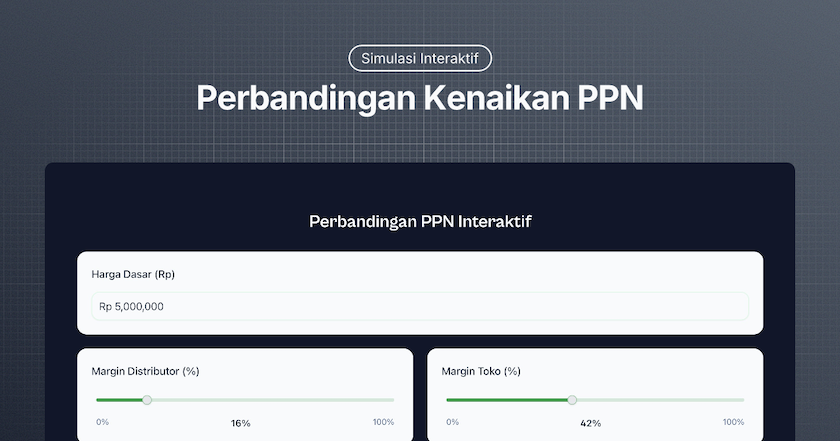 Simulasi Interaktif
Perbandingan Kenaikan PPN
Perbandingan PPN Interaktif
Harga Dasar (Rp)
Rp 5,000,000
Margin Distributor (%)
0% 16% 100%
Margin Toko (%)
0% 42% 100%